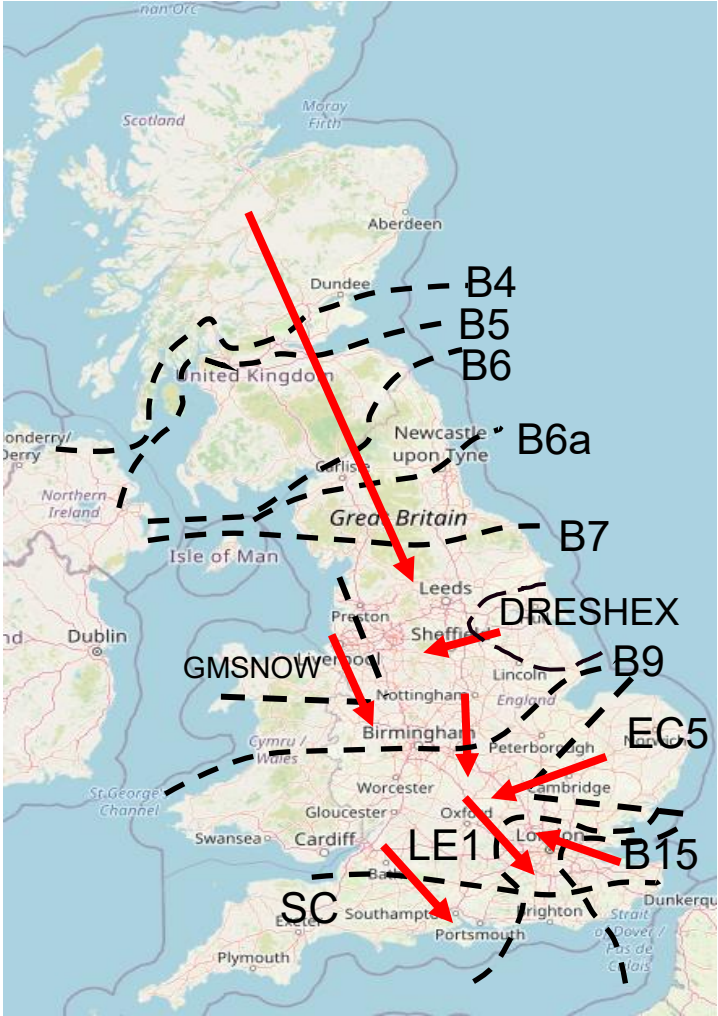 nan Orc
Scotland
Moray
Firth
Aberdeen
Dundee
B4
B5
United Kingdom
B6
onderry/
Derry
Newcastle
upon Tyne
B6a
Carlisle
Northern
Ireland
Great Britain
B7
Isle of Man
Leeds
Preston
DRESHEX
Hull
nd
Dublin
Sheffield
Liverpool
GMSNOW
Lincoln
B9
Nottingham
England
EC5
Birmingham
Peterborough
Norwich
Cymru /
Wales
Worcester
Cambridge
St George'
Channel
Gloucester
Oxford
Swansea
Cardiff
LE1
London
B15
Bath
SC
Southampton
Exeter
Brighton
Dunkerqu
Portsmouth
Strait
of Dover /
Pas de
Calais
Plymouth